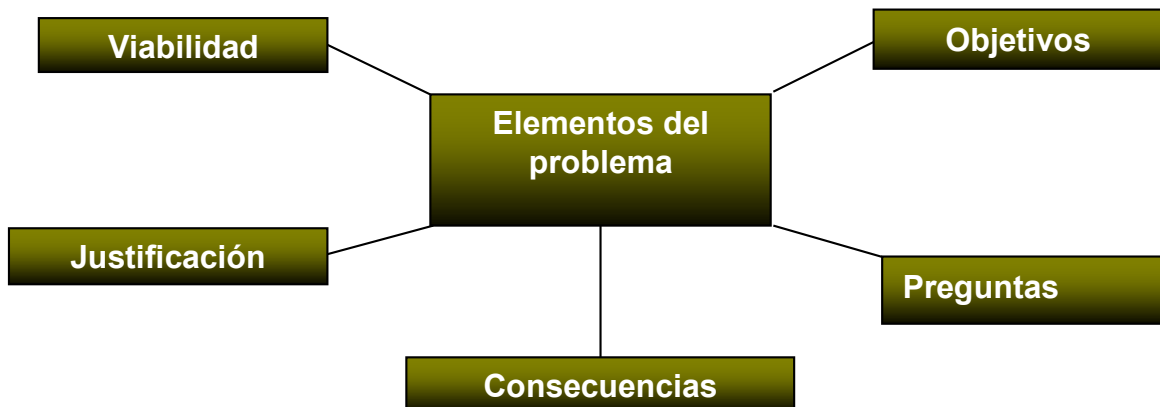 Viabilidad
Objetivos
Elementos del
problema
Justificación
Preguntas
Consecuencias